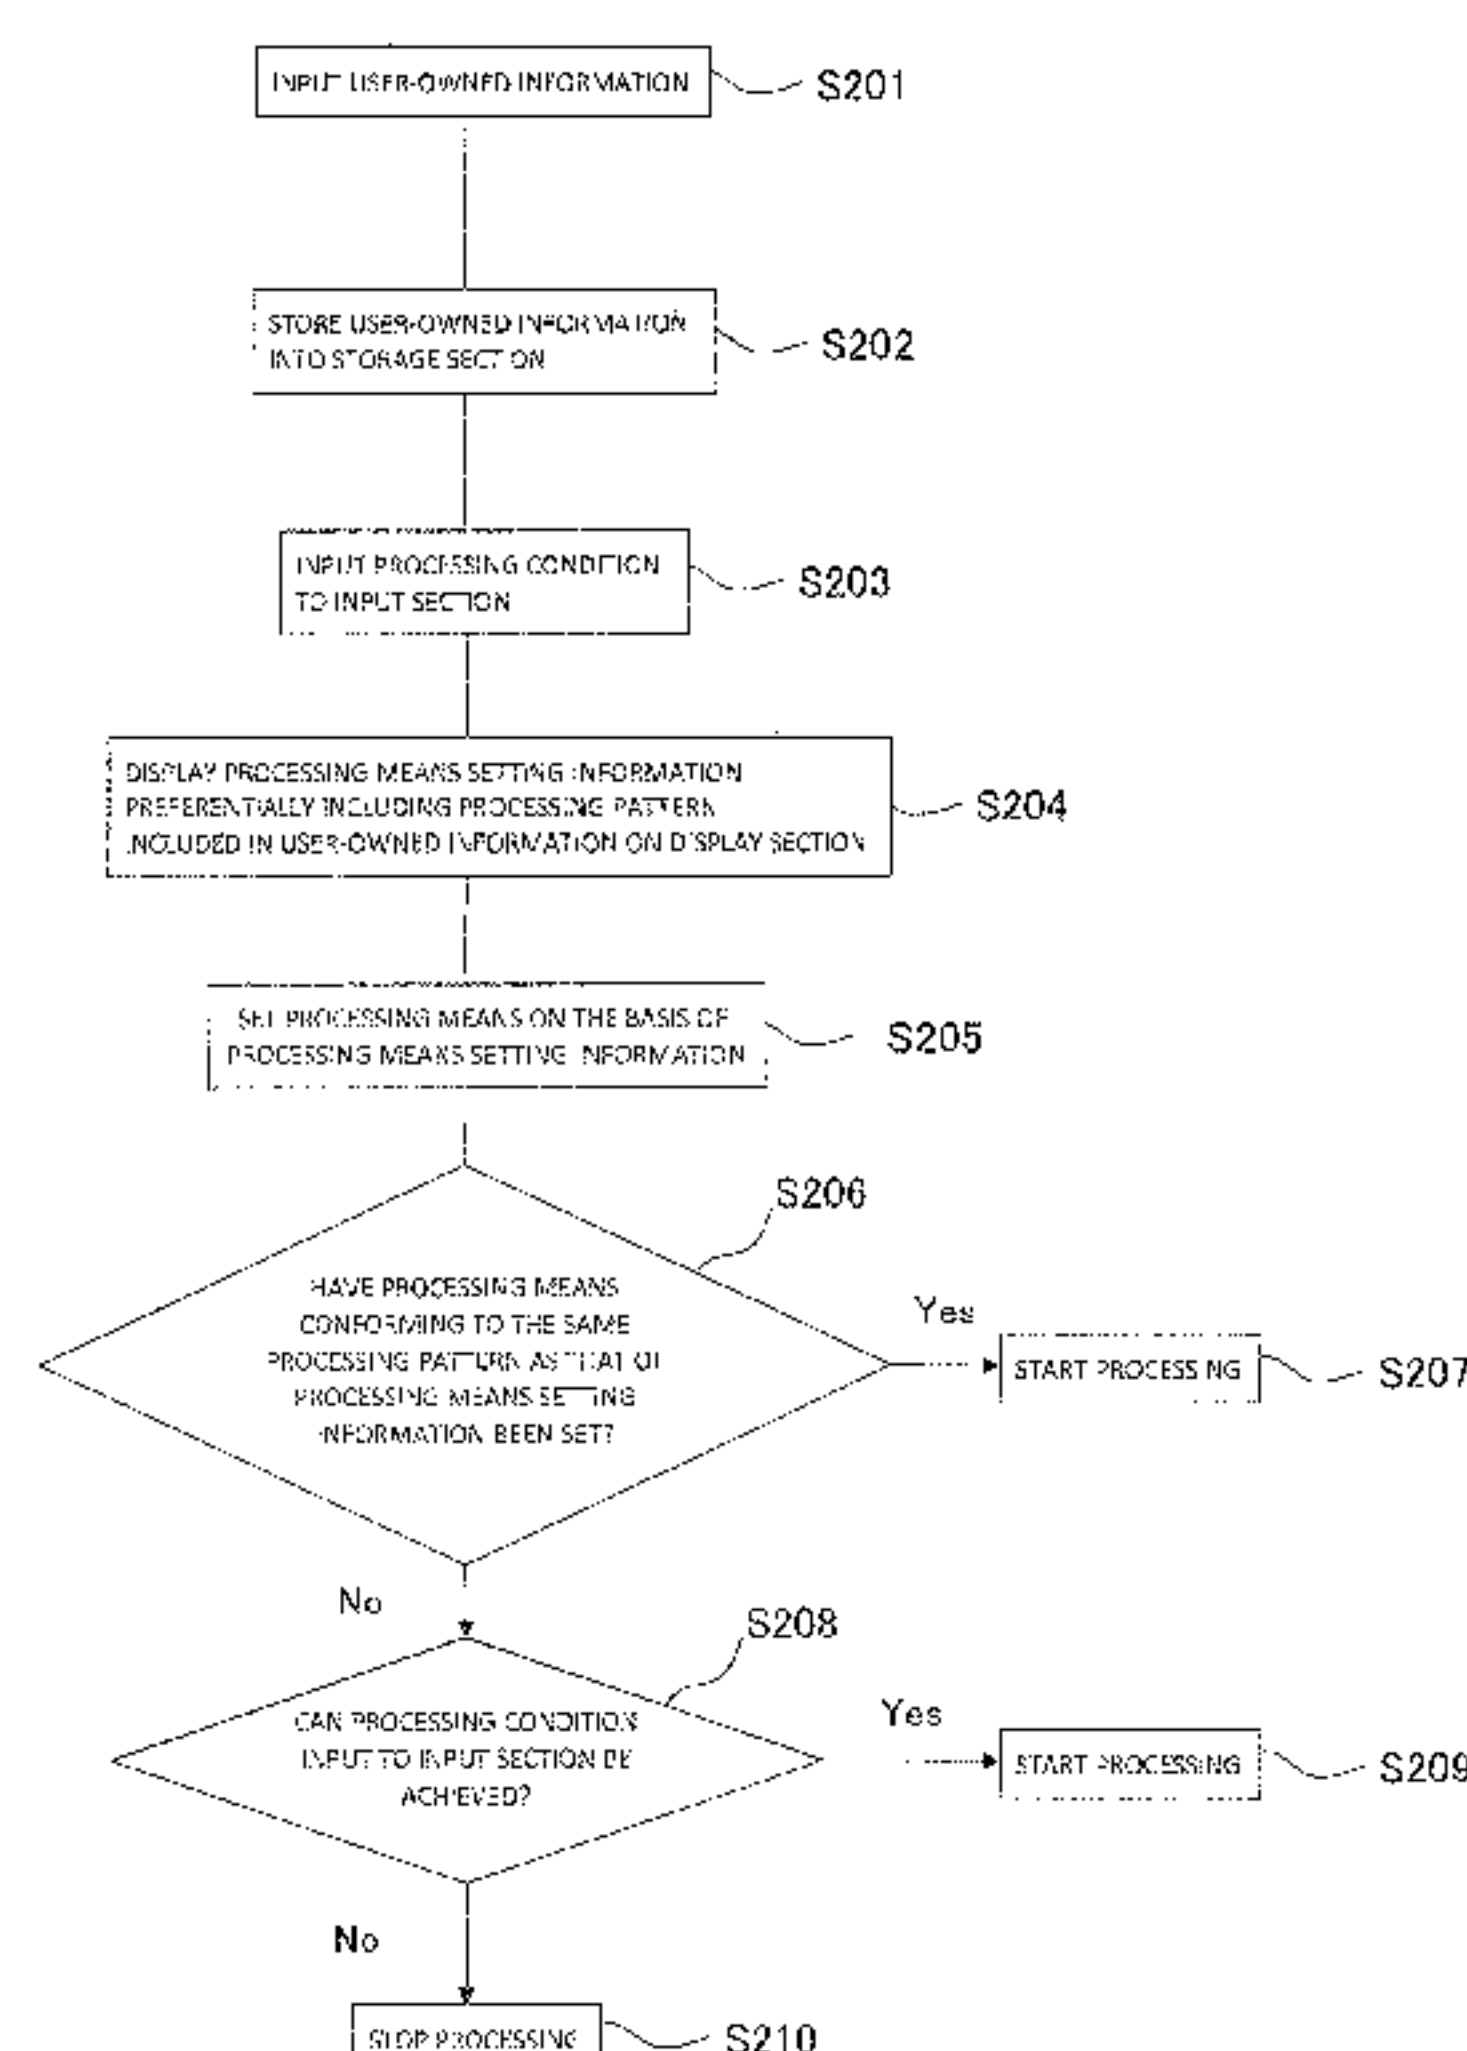 INPUT USER-OWNED INFORMATION
S201
STORE USER-OWNED INFORMATION
INTO STORAGE SECTION
S202
INPUT PROCESSING CONDITION
TO INPUT SECTION
S203
DISPLAY PROCESSING MEANS SETTING INFORMATION
PREFERENTIALLY INCLUDING PROCESSING PATTERN
INCLUDED IN USER-OWNED INFORMATION ON DISPLAY SECTION
S204
SET PROCESSING MEANS ON THE BASIS OF
PROCESSING MEANS SETTING INFORMATION
S205
S206
HAVE PROCESSING MEANS
CONFORMING TO THE SAME
PROCESSING PATTERN AS THAT OF
PROCESSING MEANS SETTING
INFORMATION BEEN SET?
Yes
START PROCESSING
S207
No
S208
CAN PROCESSING CONDITION
INPUT TO INPUT SECTION BE
ACHIEVED?
Yes
START PROCESSING
S209
No
STOP PROCESSING
S210